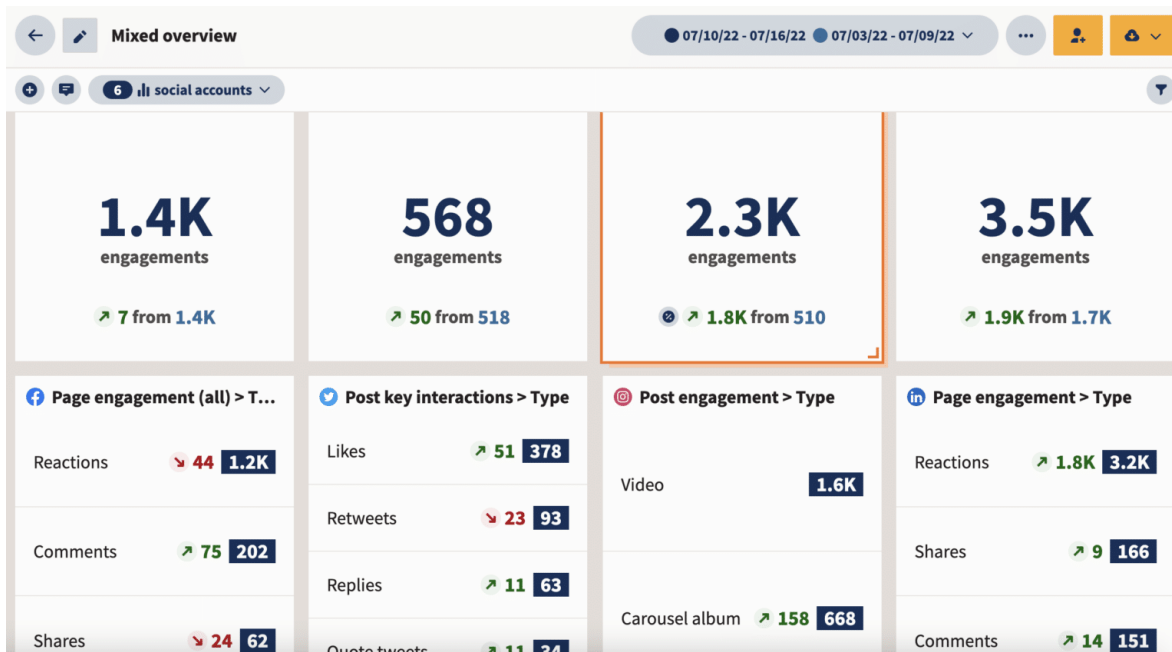 Mixed overview
07/10/22 - 07/16/22 07/03/22 - 07/09/22
6 social accounts
1.4K
engagements
7 from 1.4K
568
engagements
50 from 518
2.3K
engagements
1.8K from 510
3.5K
engagements
1.9K from 1.7K
Page engagement (all) > T...
Reactions 44 1.2K
Comments 75 202
Shares 24 62
Post key interactions > Type
Likes 51 378
Retweets 23 93
Replies 11 63
Quote tweets 11 34
Post engagement > Type
Video 1.6K
Carousel album 158 668
Page engagement > Type
Reactions 1.8K 3.2K
Shares 9 166
Comments 14 151